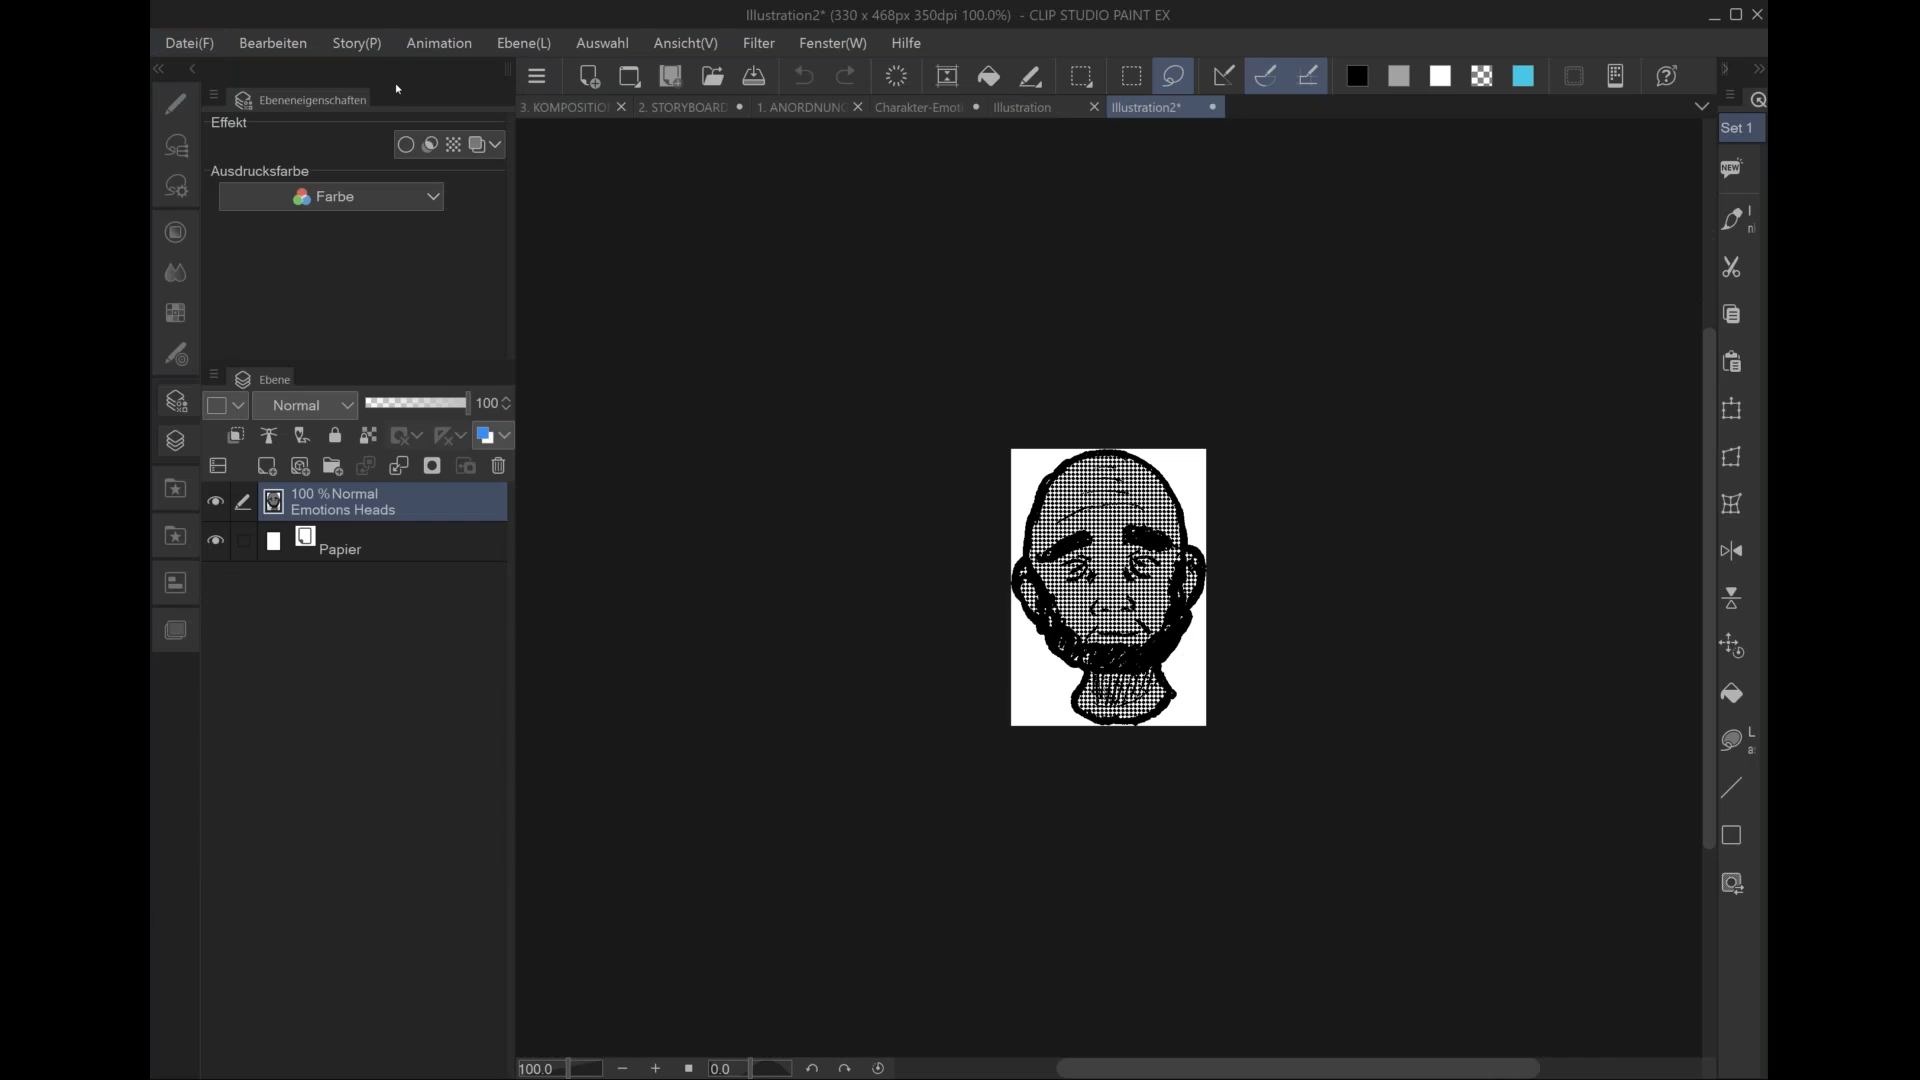 Illustration2* (330 x 468px 350dpi 100.0%) - CLIP STUDIO PAINT EX
Datei(F) Bearbeiten Story(P) Animation Ebene(L) Auswahl Ansicht(V) Filter Fenster(W) Hilfe
Ebeneneigenschaften
Effekt
Ausdrucksfarbe
Farbe
3. KOMPOSITIO 2. STORYBOARD 1. ANORDNUNG Charakter-Emoti Illustration Illustration2*
Set 1
NEW
Ebene
Normal 100
100 % Normal
Emotions Heads
Papier
100.0 0.0